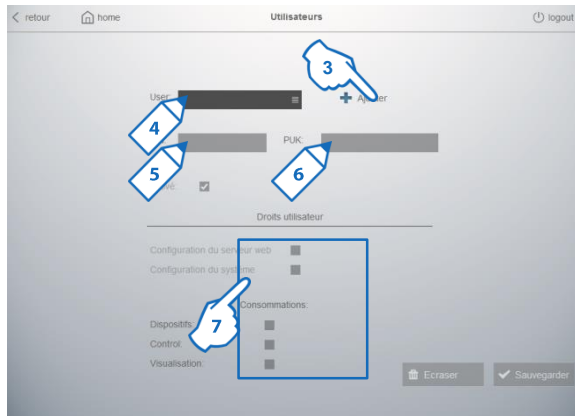 retour home Utilisateurs logout
3
User: Ajouter
4
PUK:
5 6
Droits utilisateur
Configuration du serveur web
Configuration du système
Consommations:
Dispositifs:
7
Control:
Visualisation:
Ecraser Sauvegarder